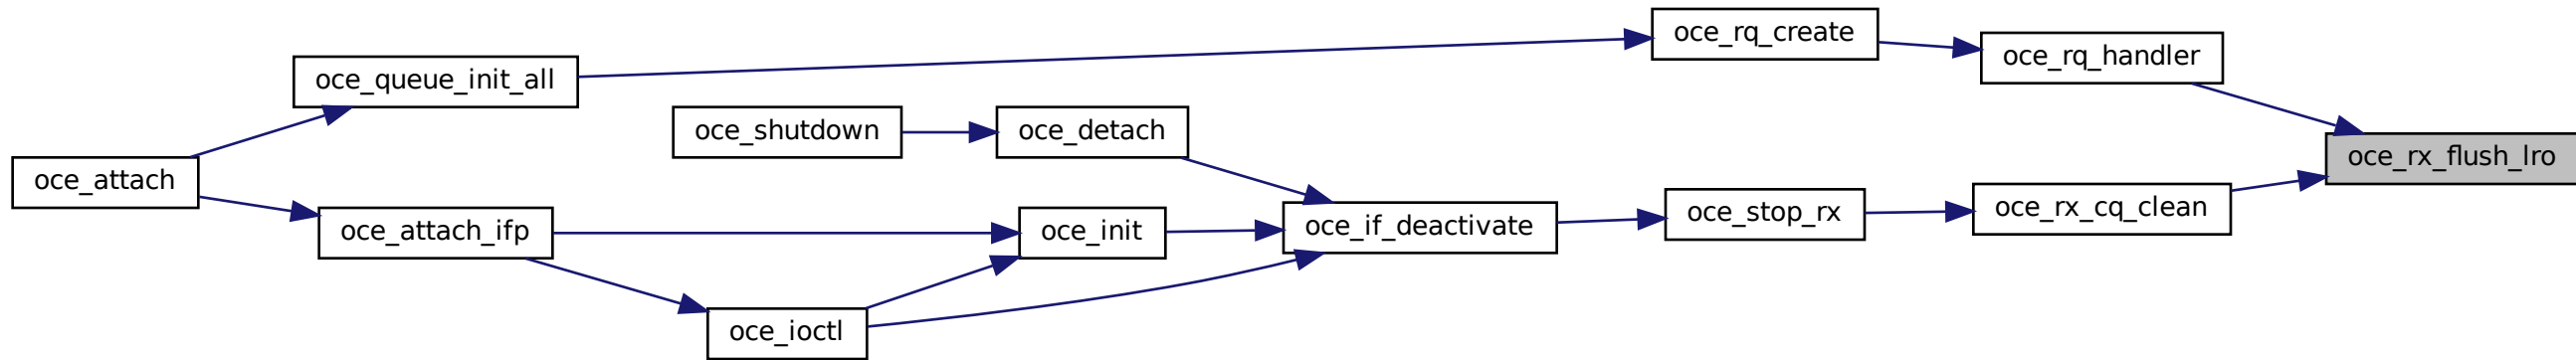 oce_rq_create
oce_rq_handler
oce_queue_init_all
oce_shutdown
oce_detach
oce_rx_flush_lro
oce_attach
oce_stop_rx
oce_rx_cq_clean
oce_attach_ifp
oce_init
oce_if_deactivate
oce_ioctl